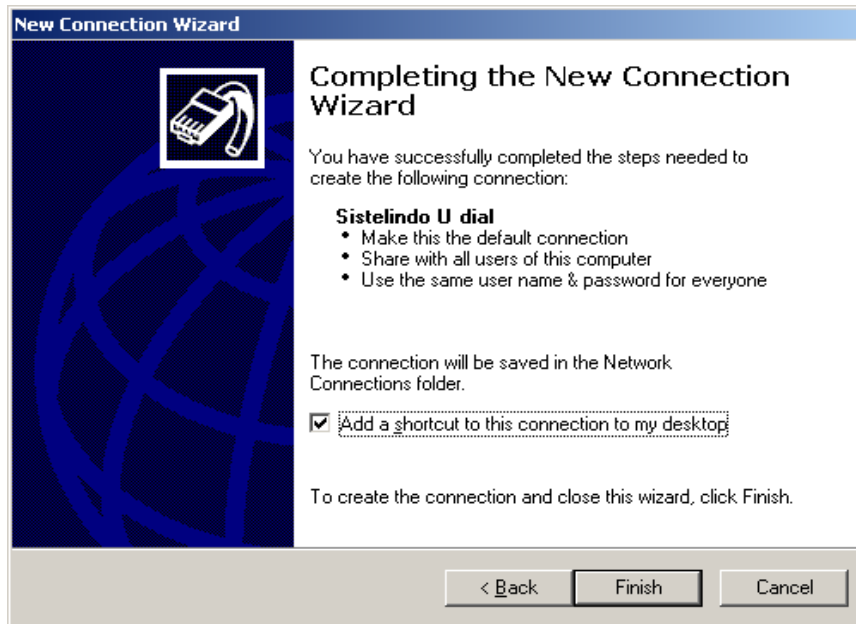 New Connection Wizard
Completing the New Connection
Wizard
You have successfully completed the steps needed to
create the following connection:
Sistelindo U dial
• Make this the default connection
• Share with all users of this computer
• Use the same user name & password for everyone
The connection will be saved in the Network
Connections folder.
Add a shortcut to this connection to my desktop
To create the connection and close this wizard, click Finish.
< Back
Finish
Cancel